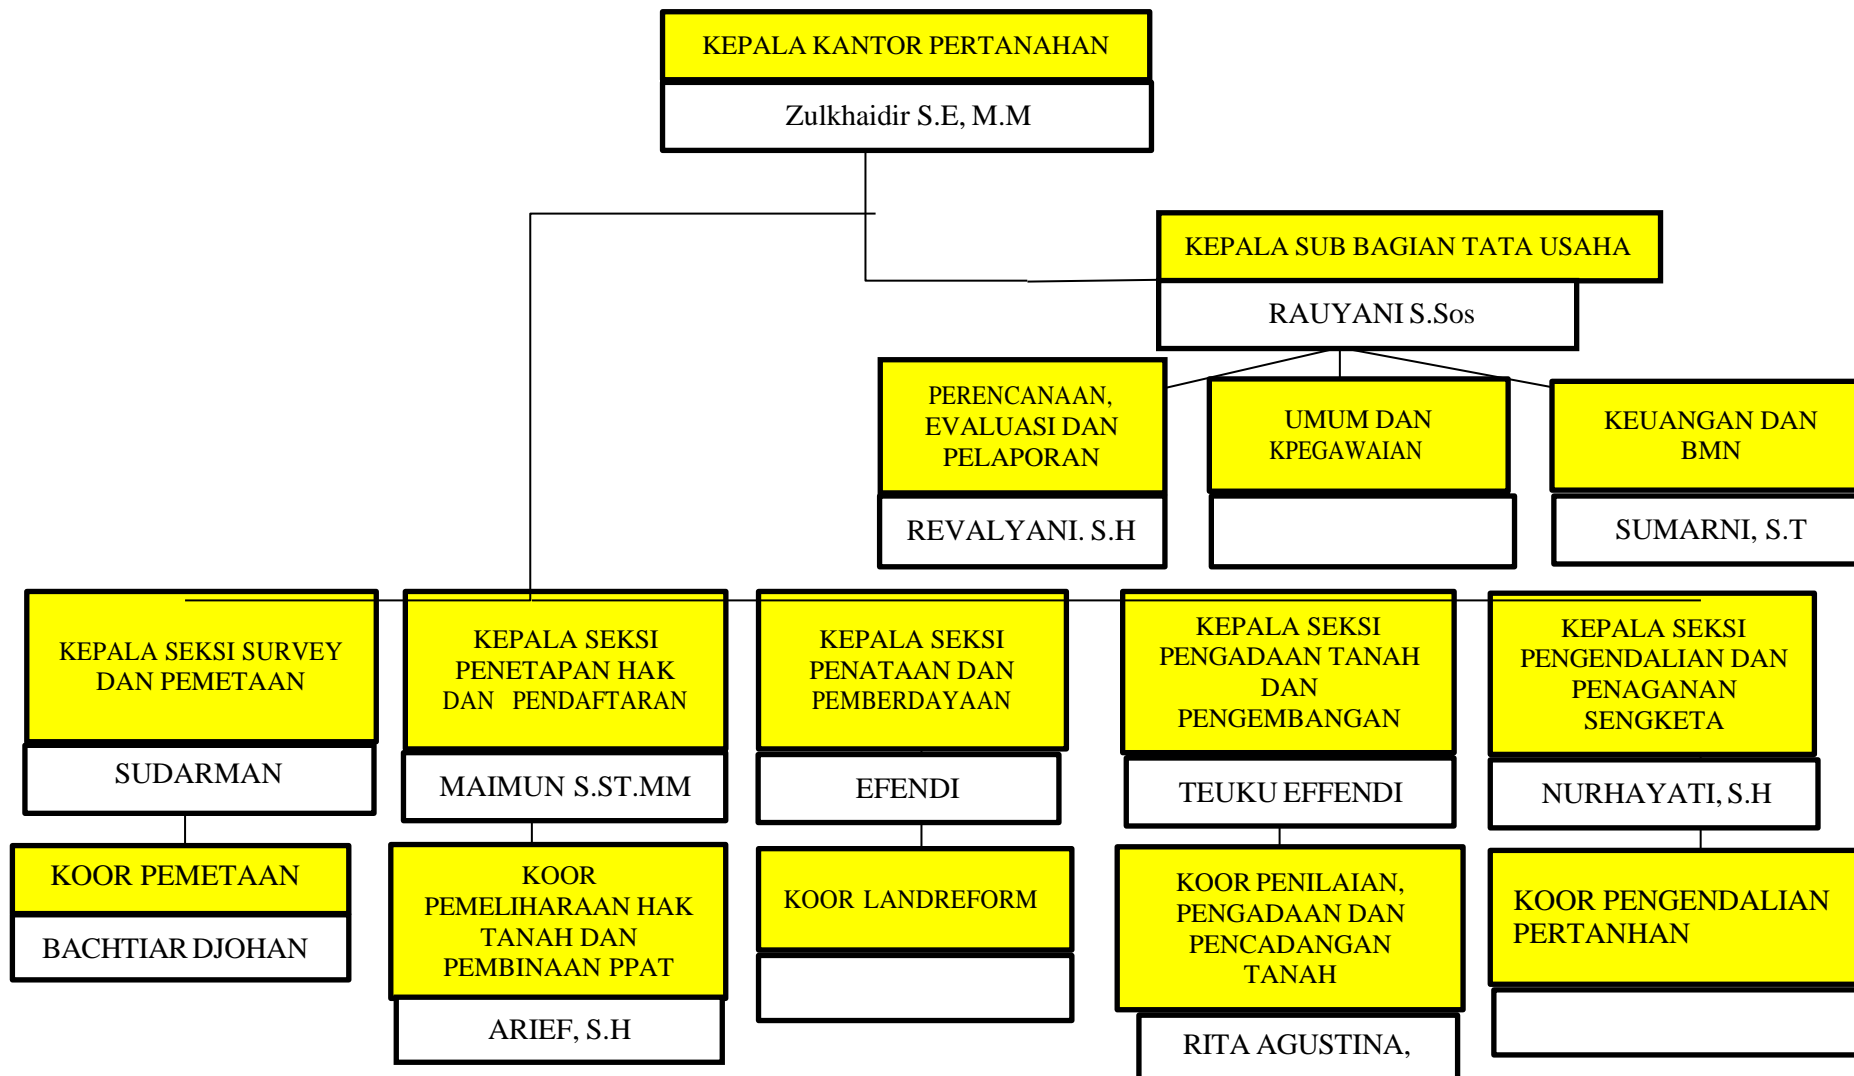 KEPALA KANTOR PERTANAHAN
Zulkhaidir S.E, M.M
KEPALA SUB BAGIAN TATA USAHA
RAUYANI S.Sos
PERENCANAAN,
EVALUASI DAN
PELAPORAN
REVALYANI. S.H
UMUM DAN
KPEGAWAIAN
KEUANGAN DAN
BMN
SUMARNI, S.T
KEPALA SEKSI SURVEY
DAN PEMETAAN
SUDARMAN
KEPALA SEKSI
PENETAPAN HAK
DAN PENDAFTARAN
MAIMUN S.ST.MM
KEPALA SEKSI
PENATAAN DAN
PEMBERDAYAAN
EFENDI
KEPALA SEKSI
PENGADAAN TANAH
DAN
PENGEMBANGAN
TEUKU EFFENDI
KEPALA SEKSI
PENGENDALIAN DAN
PENAGANAN
SENGKETA
NURHAYATI, S.H
KOOR PEMETAAN
BACHTIAR DJOHAN
KOOR
PEMELIHARAAN HAK
TANAH DAN
PEMBINAAN PPAT
ARIEF, S.H
KOOR LANDREFORM
KOOR PENILAIAN,
PENGADAAN DAN
PENCADANGAN
TANAH
RITA AGUSTINA,
KOOR PENGENDALIAN
PERTANHAN